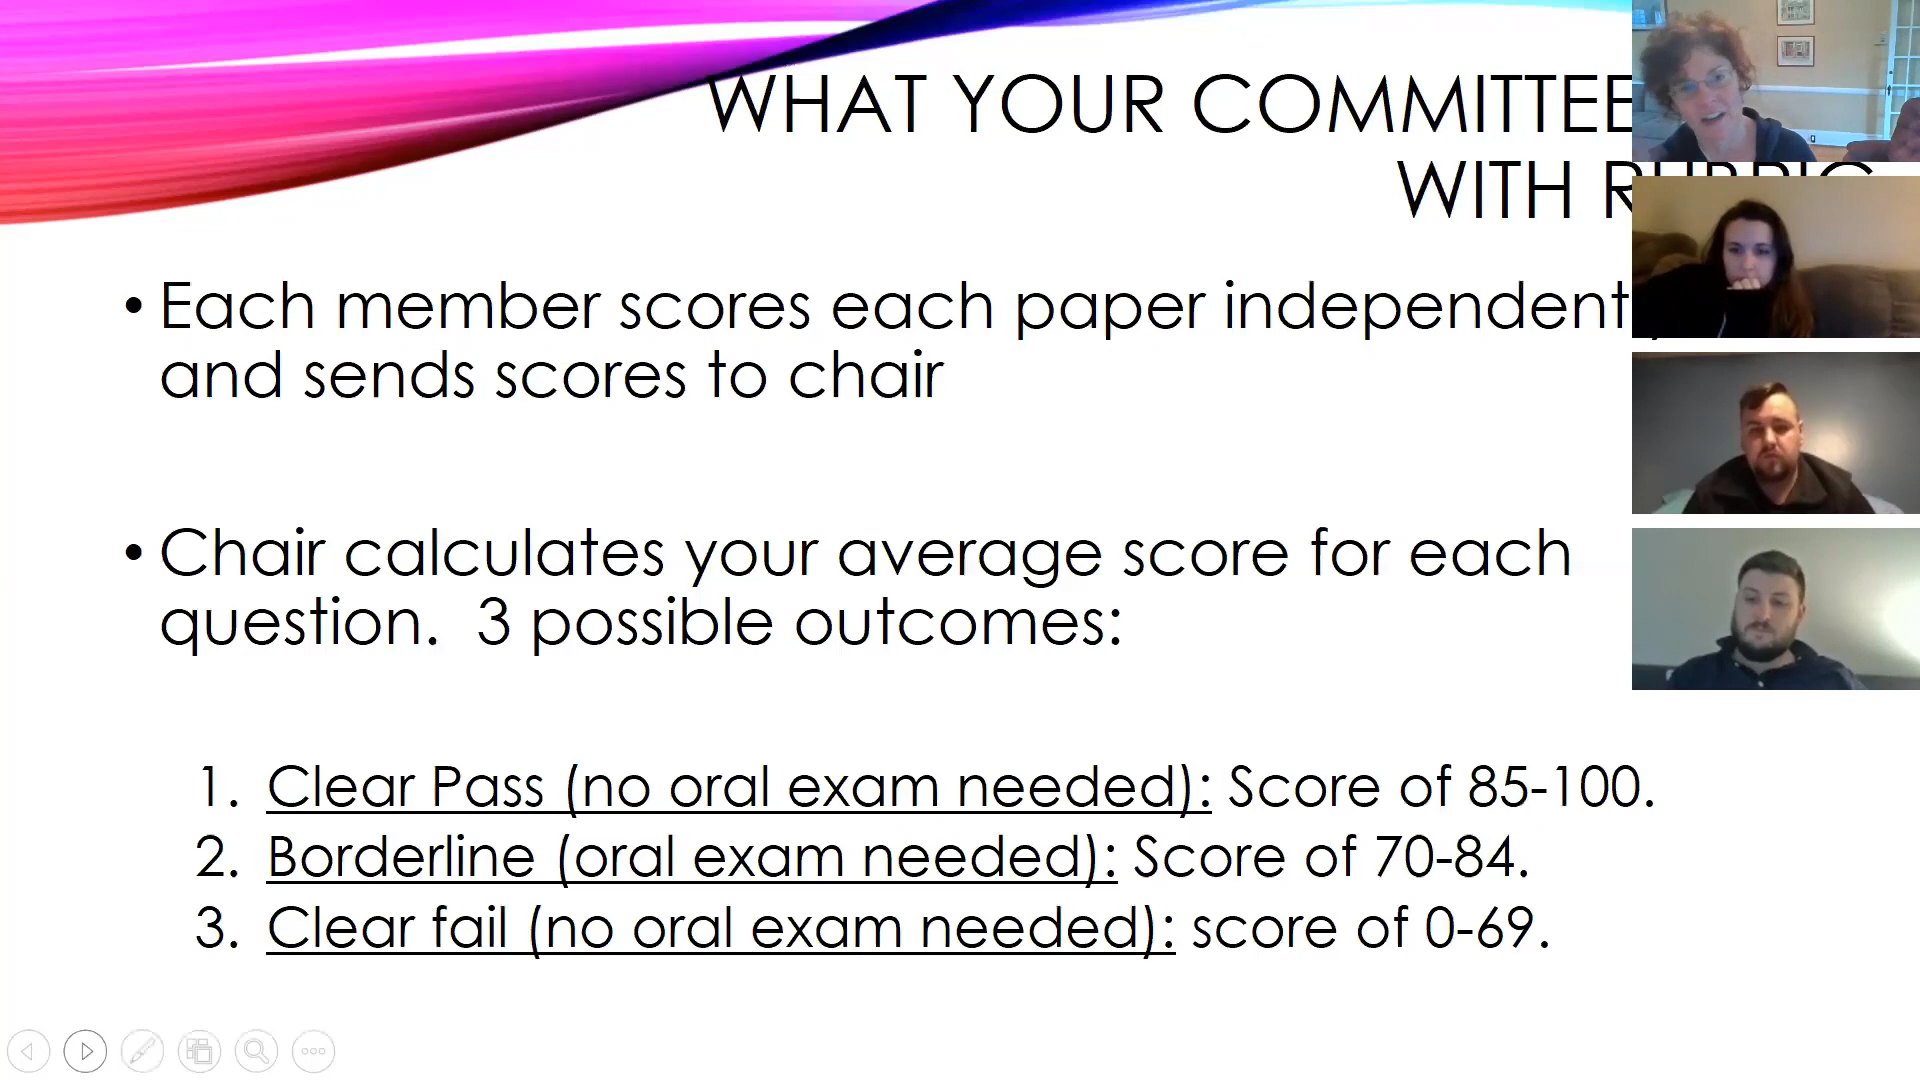 WHAT YOUR COMMITTEE
WITH
• Each member scores each paper
and sends scores to chair
• Chair calculates your average score for each
question. 3 possible outcomes:
1. Clear Pass (no oral exam needed): Score of 85-100.
2. Borderline (oral exam needed): Score of 70-84.
3. Clear fail (no oral exam needed): score of 0-69.